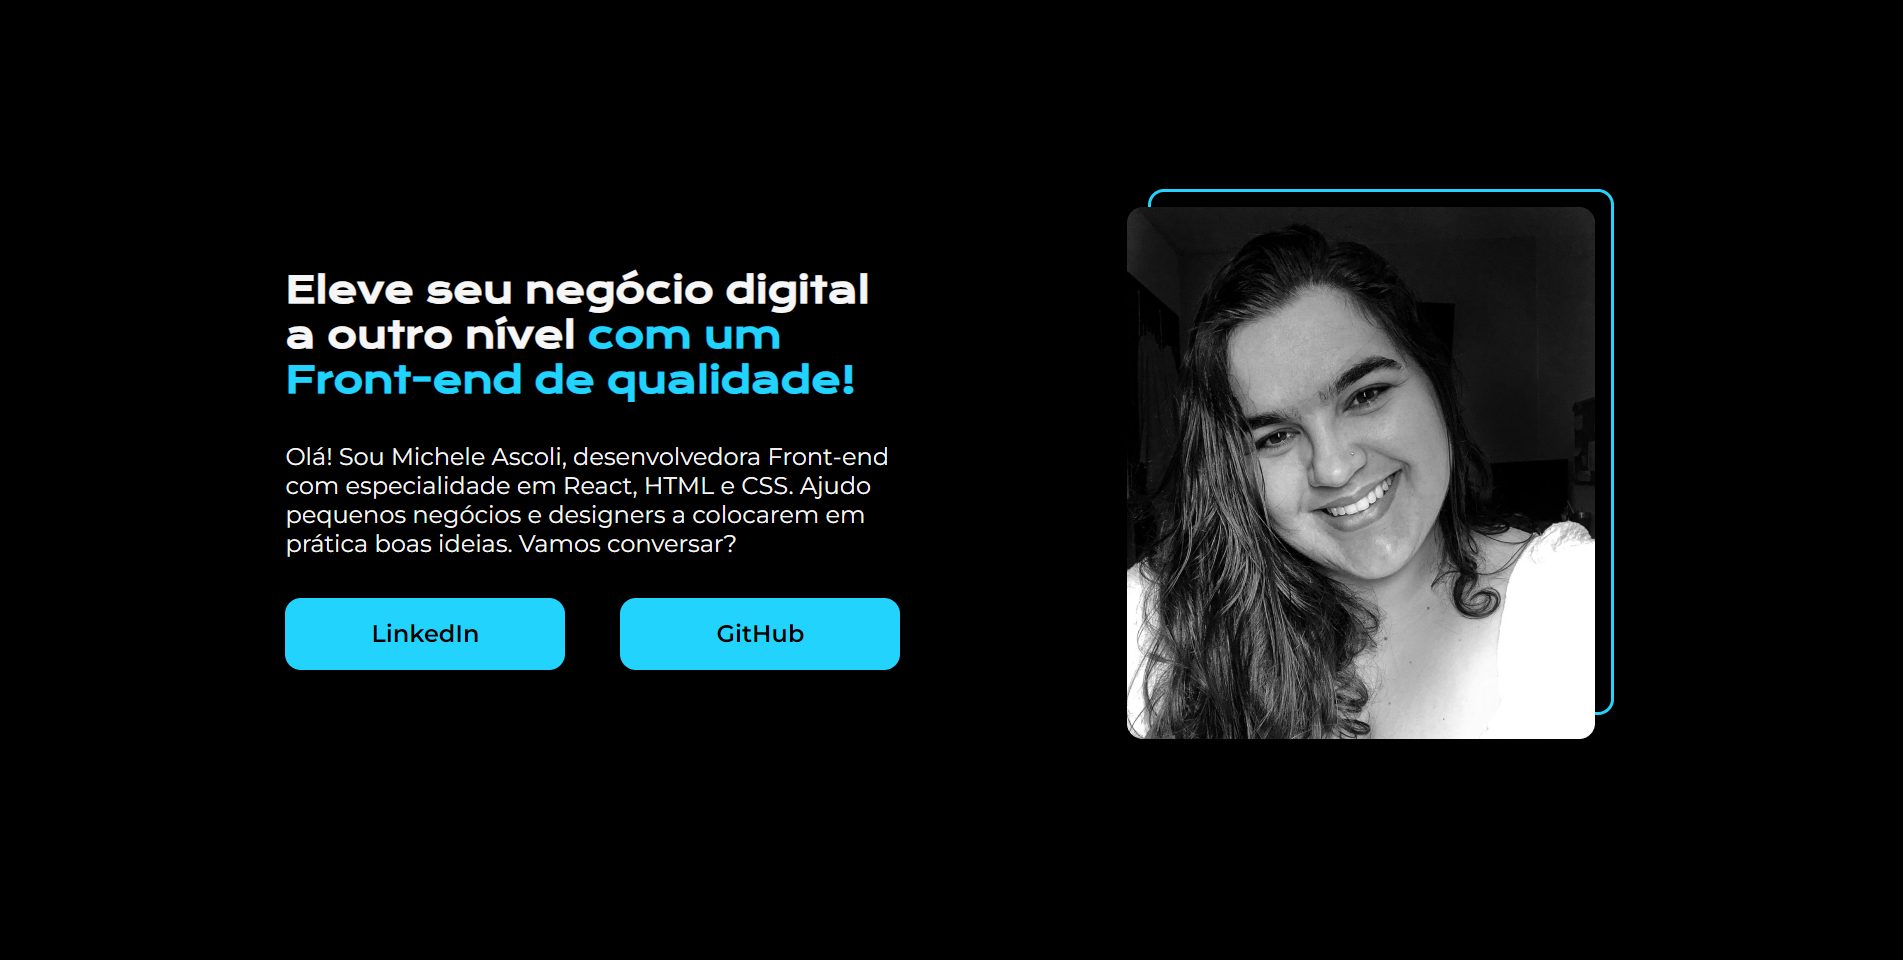 Eleve seu negócio digital
a outro nível com um
Front-end de qualidade!
Olá! Sou Michele Ascoli, desenvolvedora Front-end
com especialidade em React, HTML e CSS. Ajudo
pequenos negócios e designers a colocarem em
prática boas ideias. Vamos conversar?
LinkedIn
GitHub